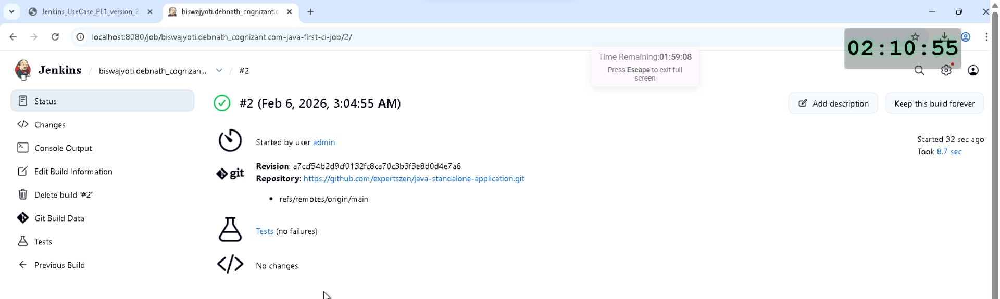 Jenkins_UseCase_PL1_version_2
biswajyoti.debnath_cognizant.c
localhost:8080/job/biswajyoti.debnath_cognizant.com-java-first-ci-job/2/
02:10:55
Time Remaining:01:59:08
Press Escape to exit full
screen
Jenkins / biswajyoti.debnath_cognizan... / #2
Status
#2 (Feb 6, 2026, 3:04:55 AM)
Add description
Keep this build forever
Changes
Console Output
Edit Build Information
Delete build ‘#2’
Git Build Data
Tests
Previous Build
Started by user admin
Started 32 sec ago
Took 8.7 sec
git
Revision: a7ccf54b2d9cf0132fc8ca70c3b3f3e8d0d4e7a6
Repository: https://github.com/expertszen/java-standalone-application.git
• refs/remotes/origin/main
Tests (no failures)
No changes.